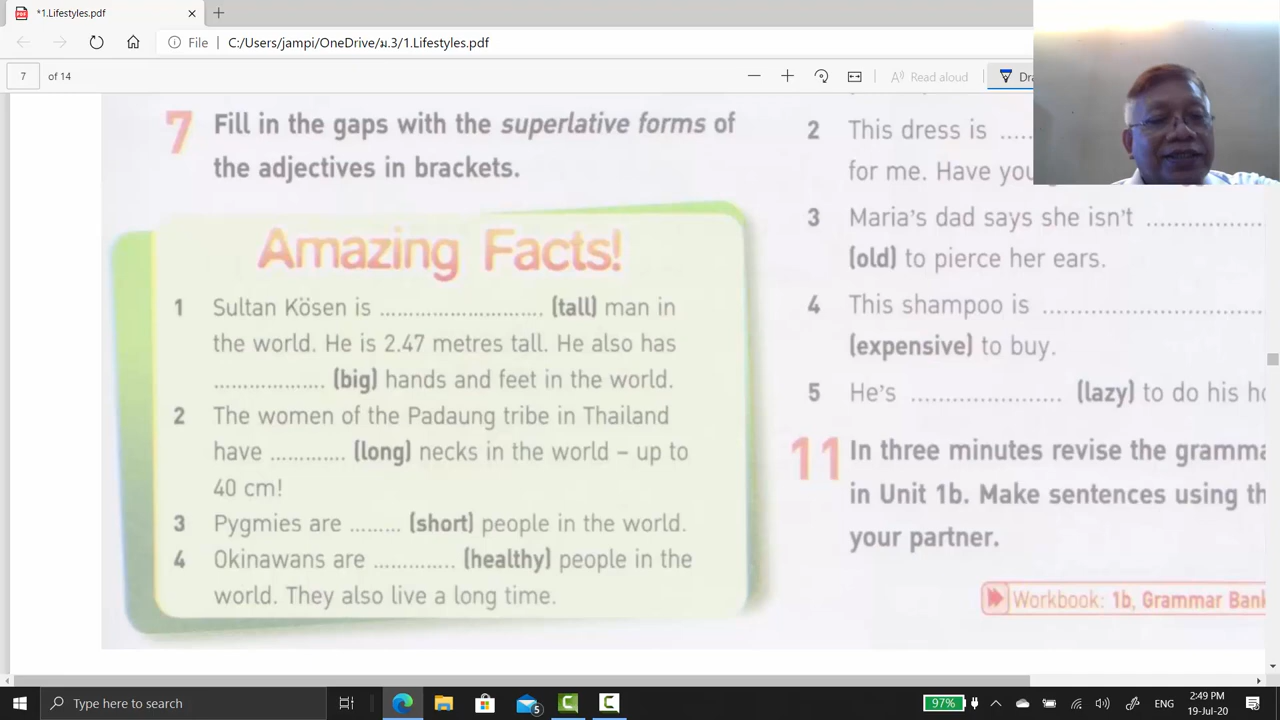 *1.Lifestyles.pdf
File
C:/Users/jampi/OneDrive/ม.3/1.Lifestyles.pdf
7 of 14
Read aloud
7 Fill in the gaps with the superlative forms of
the adjectives in brackets.
Amazing Facts!
1 Sultan Kösen is ............................ (tall) man in
the world. He is 2.47 metres tall. He also has
................... (big) hands and feet in the world.
2 The women of the Padaung tribe in Thailand
have ............. (long) necks in the world – up to
40 cm!
3 Pygmies are ......... (short) people in the world.
4 Okinawans are .............. (healthy) people in the
world. They also live a long time.
2 This dress is .....
for me. Have you
3 Maria's dad says she isn't ....................
(old) to pierce her ears.
4 This shampoo is ......................................
(expensive) to buy.
5 He's .......................... (lazy) to do his
11 In three minutes revise the
in Unit 1b. Make sentences using
your partner.
Workbook: 1b, Grammar
Type here to search
5
97%
ENG
2:49 PM
19-Jul-20